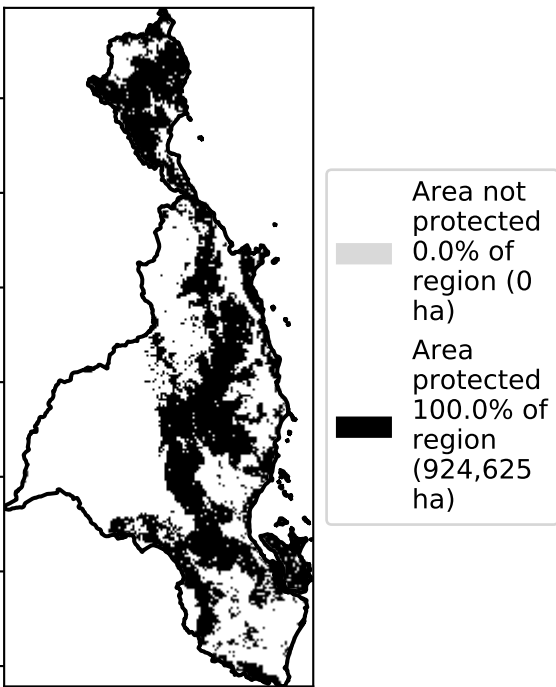 Area not
protected
0.0% of
region (0
ha)
Area
protected
100.0% of
region
(924,625
ha)